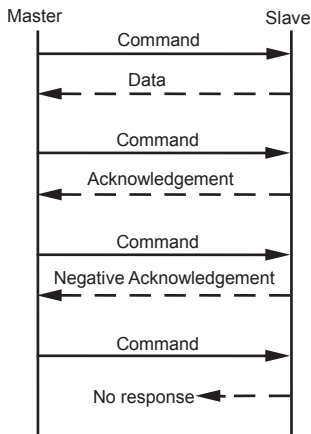 Master Slave
Command
Data
Command
Acknowledgement
Command
Negative Acknowledgement
Command
No response